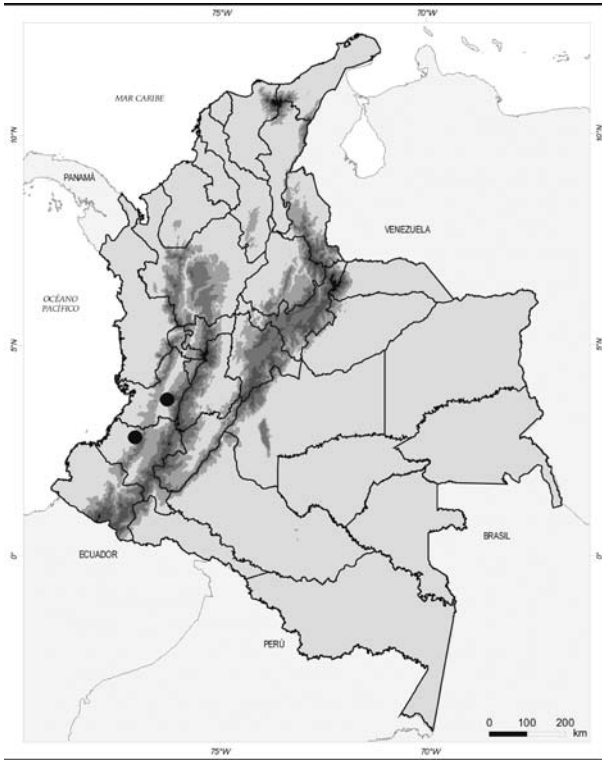 75°W 70°W
MAR CARIBE
10°N 10°N
PANAMÁ
VENEZUELA
OCÉANO
PACÍFICO
5°N 5°N
BRASIL
ECUADOR
0° 0°
PERÚ
0 100 200
km
75°W 70°W